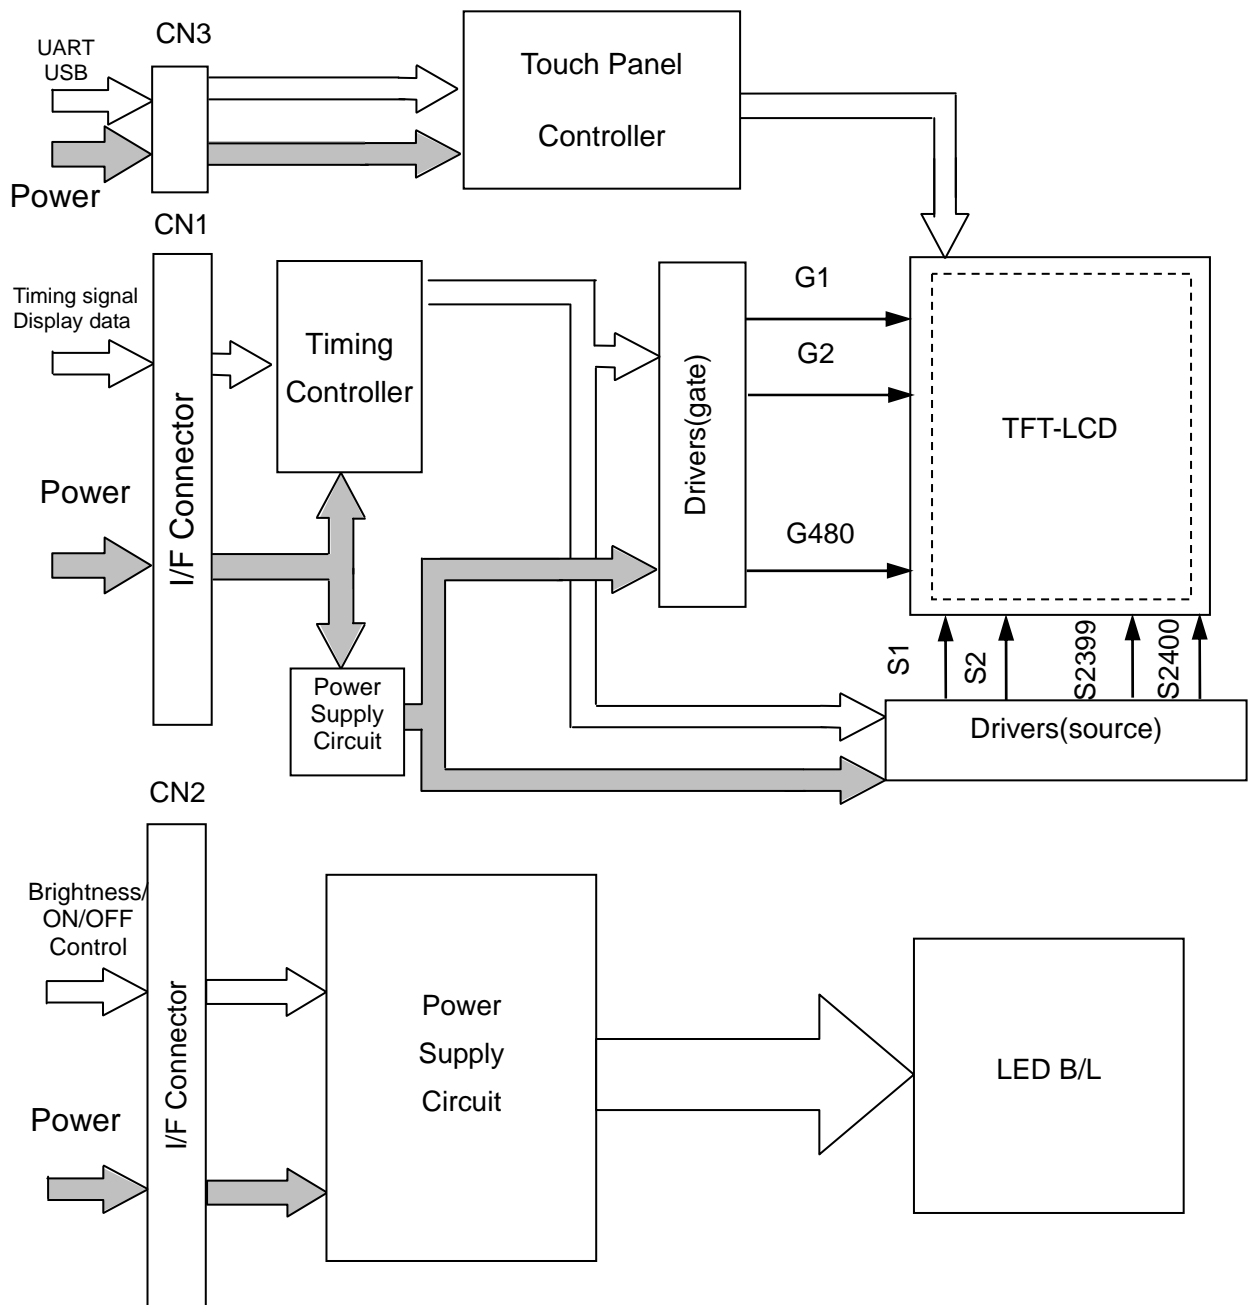 CN3
UART
USB
Power
Touch Panel
Controller
CN1
Timing signal
Display data
Power
I/F Connector
Timing
Controller
Power
Supply
Circuit
Drivers(gate)
G1
G2
G480
TFT-LCD
S1
S2
S2399
S2400
Drivers(source)
CN2
Brightness/
ON/OFF
Control
Power
I/F Connector
Power
Supply
Circuit
LED B/L